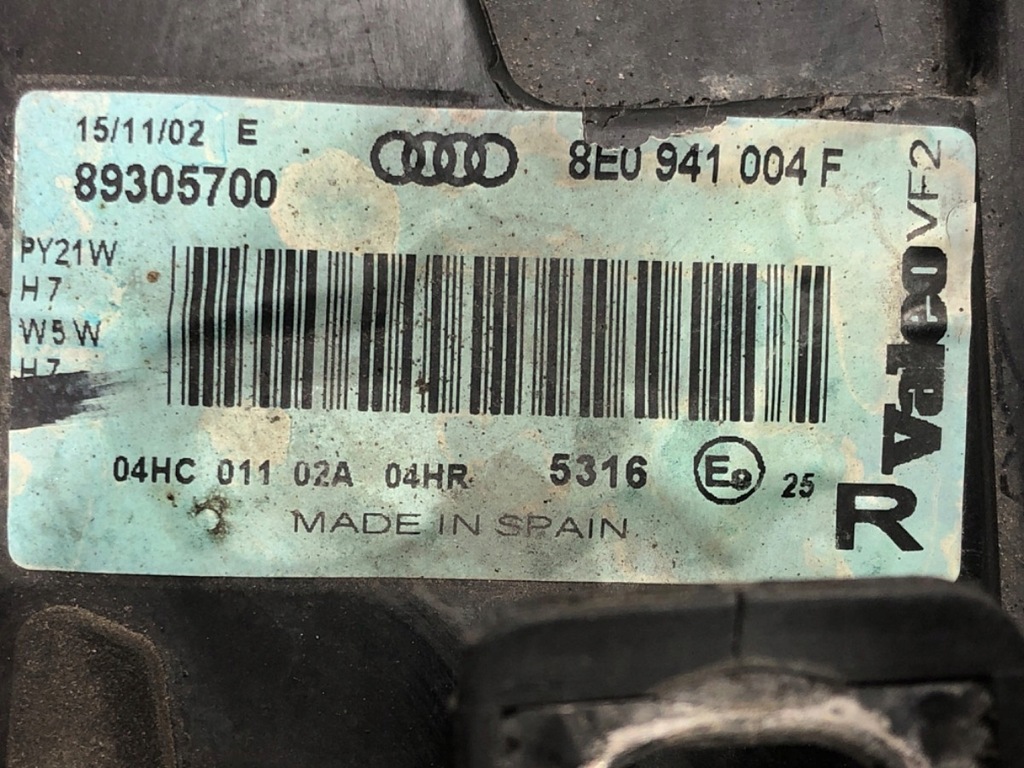 15/11/02 E
89305700
8E0 941 004 F
PY21W
H7
W5W
H7
04HC 011 02A 04HR 5316 E9 25
MADE IN SPAIN
R
Valeo VF2